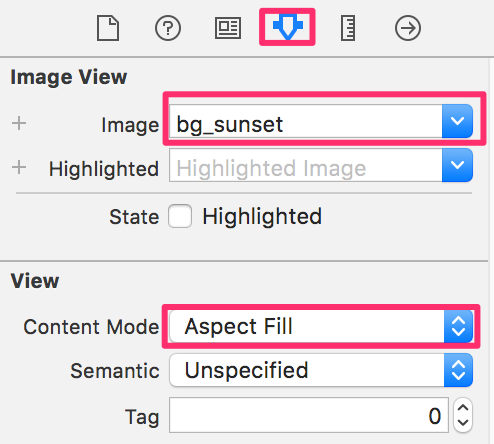 Image View
Image bg_sunset
Highlighted Highlighted Image
State Highlighted
View
Content Mode Aspect Fill
Semantic Unspecified
Tag 0